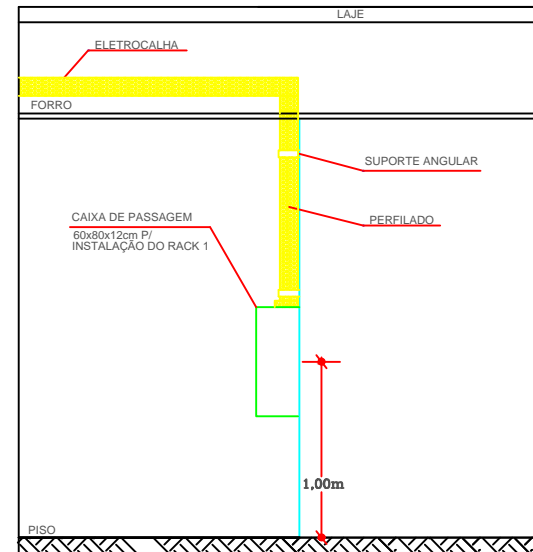 LAJE
ELETROCALHA
FORRO
SUPORTE ANGULAR
CAIXA DE PASSAGEM
60x80x12cm P/
INSTALAÇÃO DO RACK 1
PERFILADO
1,00m
PISO